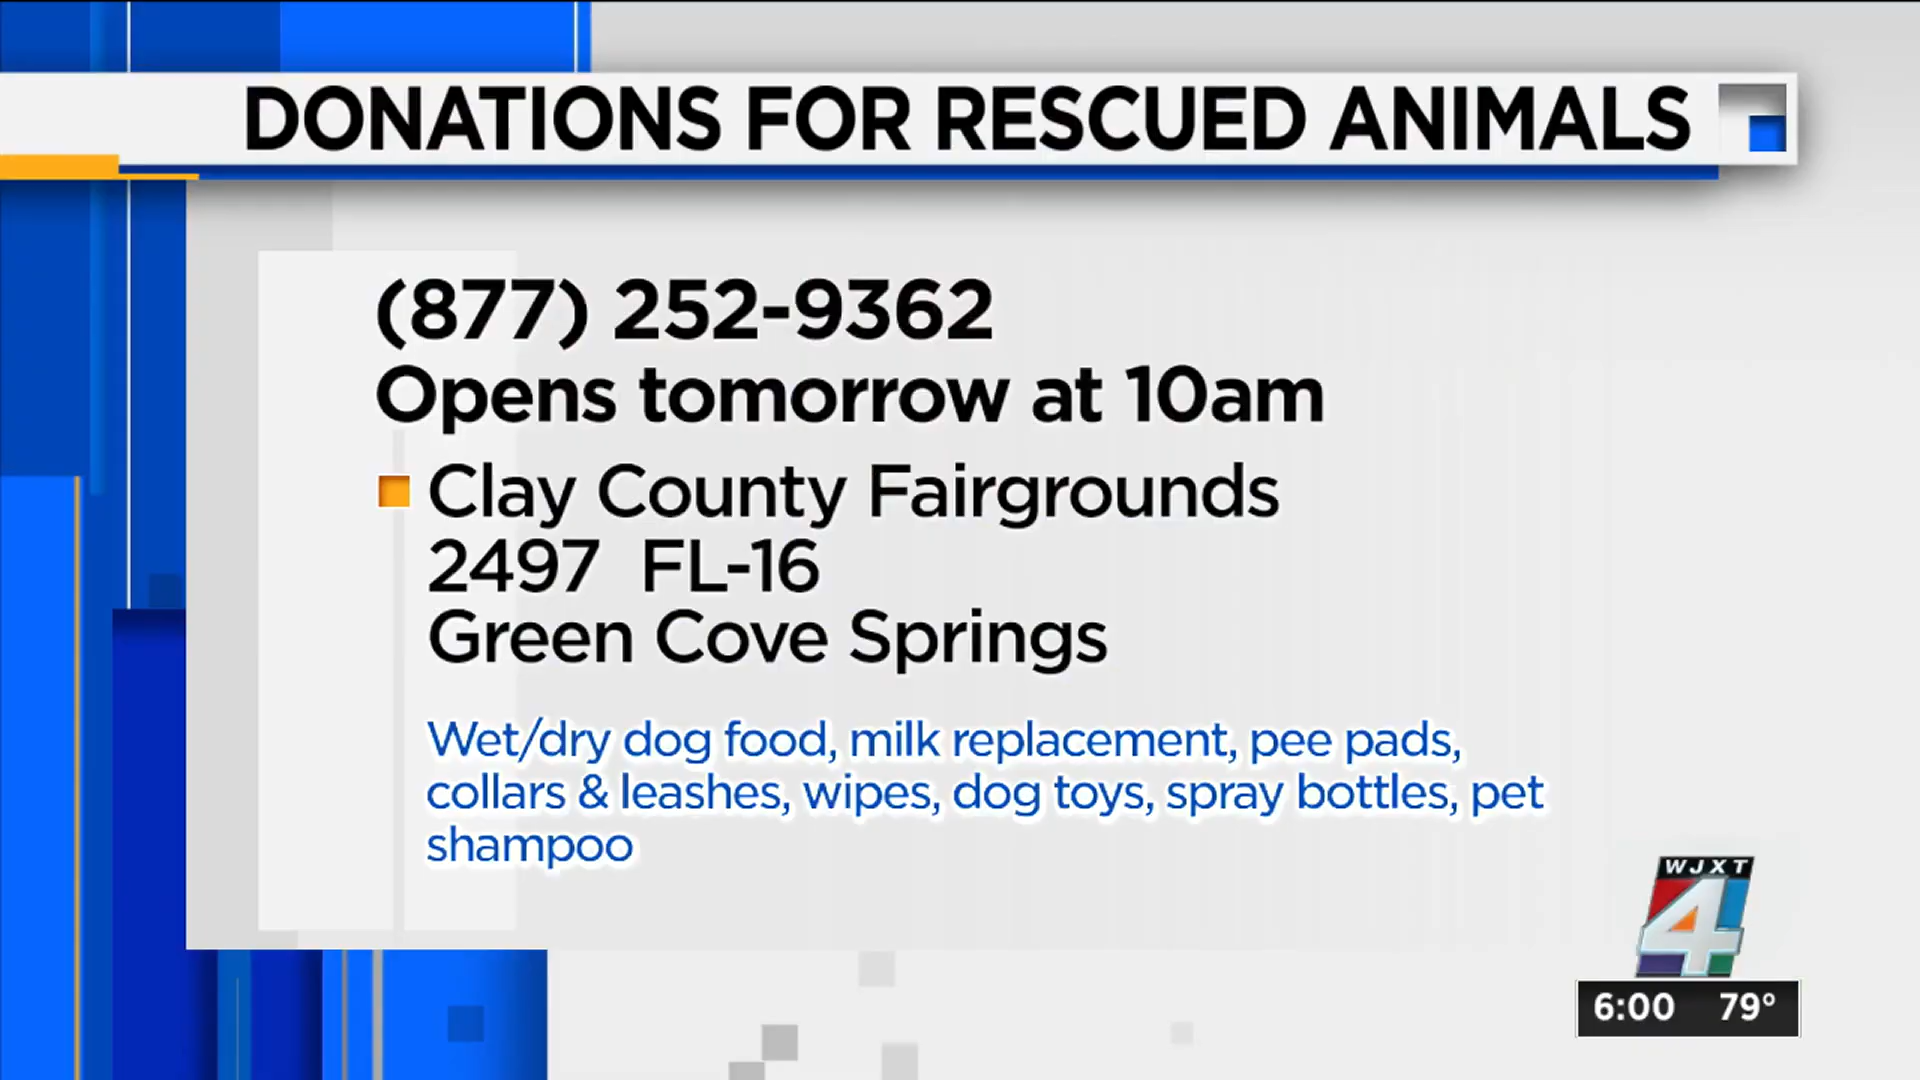 DONATIONS FOR RESCUED ANIMALS
(877) 252-9362
Opens tomorrow at 10am
Clay County Fairgrounds
2497 FL-16
Green Cove Springs
Wet/dry dog food, milk replacement, pee pads,
collars & leashes, wipes, dog toys, spray bottles, pet
shampoo
WJXT
4
6:00 79°